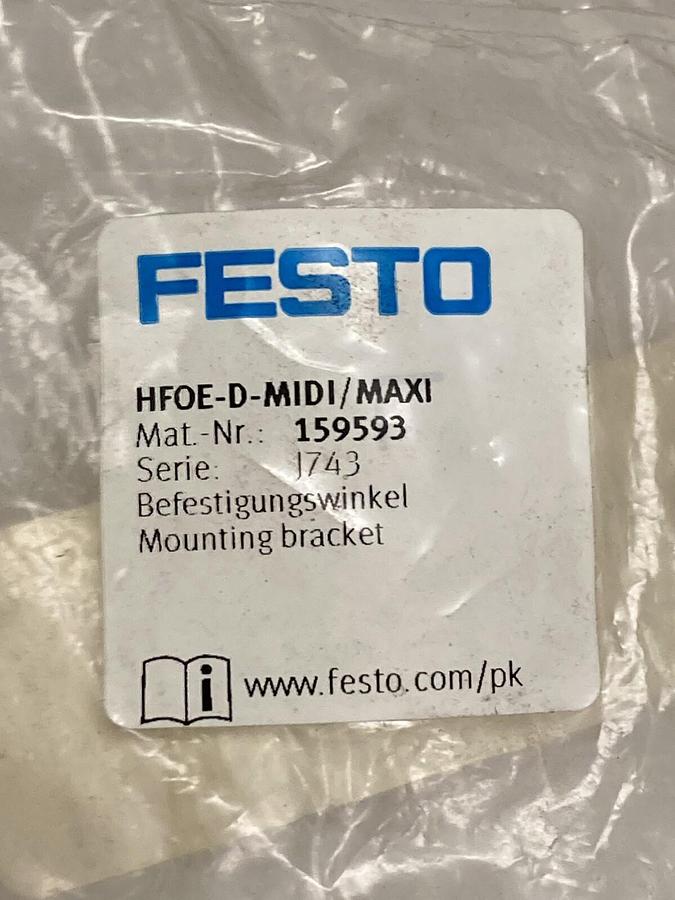 FESTO
HFOE-D-MIDI/MAXI
Mat.-Nr.: 159593
Serie: J743
Befestigungswinkel
Mounting bracket
i www.festo.com/pk